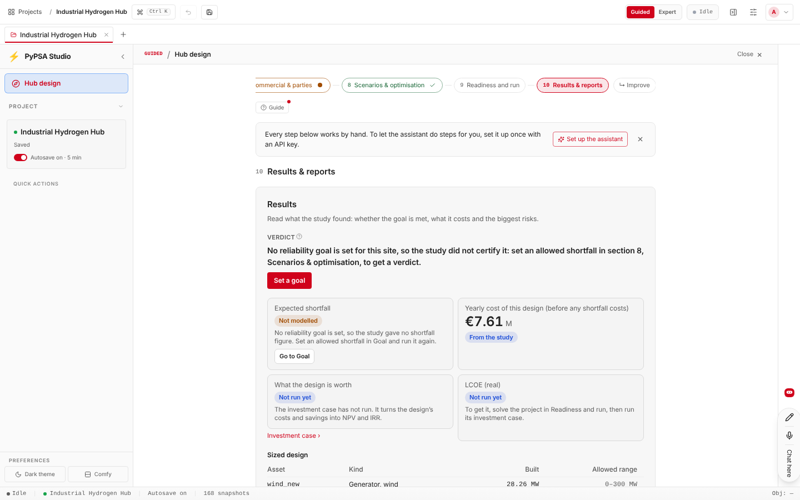 Projects / Industrial Hydrogen Hub
Ctrl K
Guided Expert
Idle
A
Industrial Hydrogen Hub
PyPSA Studio
GUIDED / Hub design
Close
Hub design
PROJECT
Industrial Hydrogen Hub
Saved
Autosave on · 5 min
QUICK ACTIONS
ommercial & parties
8 Scenarios & optimisation
9 Readiness and run
10 Results & reports
Improve
Guide
Every step below works by hand. To let the assistant do steps for you, set it up once with
an API key.
Set up the assistant
10 Results & reports
Results
Read what the study found: whether the goal is met, what it costs and the biggest risks.
VERDICT
No reliability goal is set for this site, so the study did not certify it: set an allowed shortfall in section 8,
Scenarios & optimisation, to get a verdict.
Set a goal
Expected shortfall
Not modelled
No reliability goal is set, so the study gave no shortfall
figure. Set an allowed shortfall in Goal and run it again.
Go to Goal
Yearly cost of this design (before any shortfall costs)
€7.61 M
From the study
What the design is worth
Not run yet
The investment case has not run. It turns the design's
costs and savings into NPV and IRR.
Investment case ›
LCOE (real)
Not run yet
To get it, solve the project in Readiness and run, then run
its investment case.
Sized design
Asset Kind Built Allowed range
wind_new Generator, wind 28.26 MW 0–300 MW
Chat here
PREFERENCES
Dark theme
Comfy
Idle
Industrial Hydrogen Hub
Autosave on
168 snapshots
Obj: —